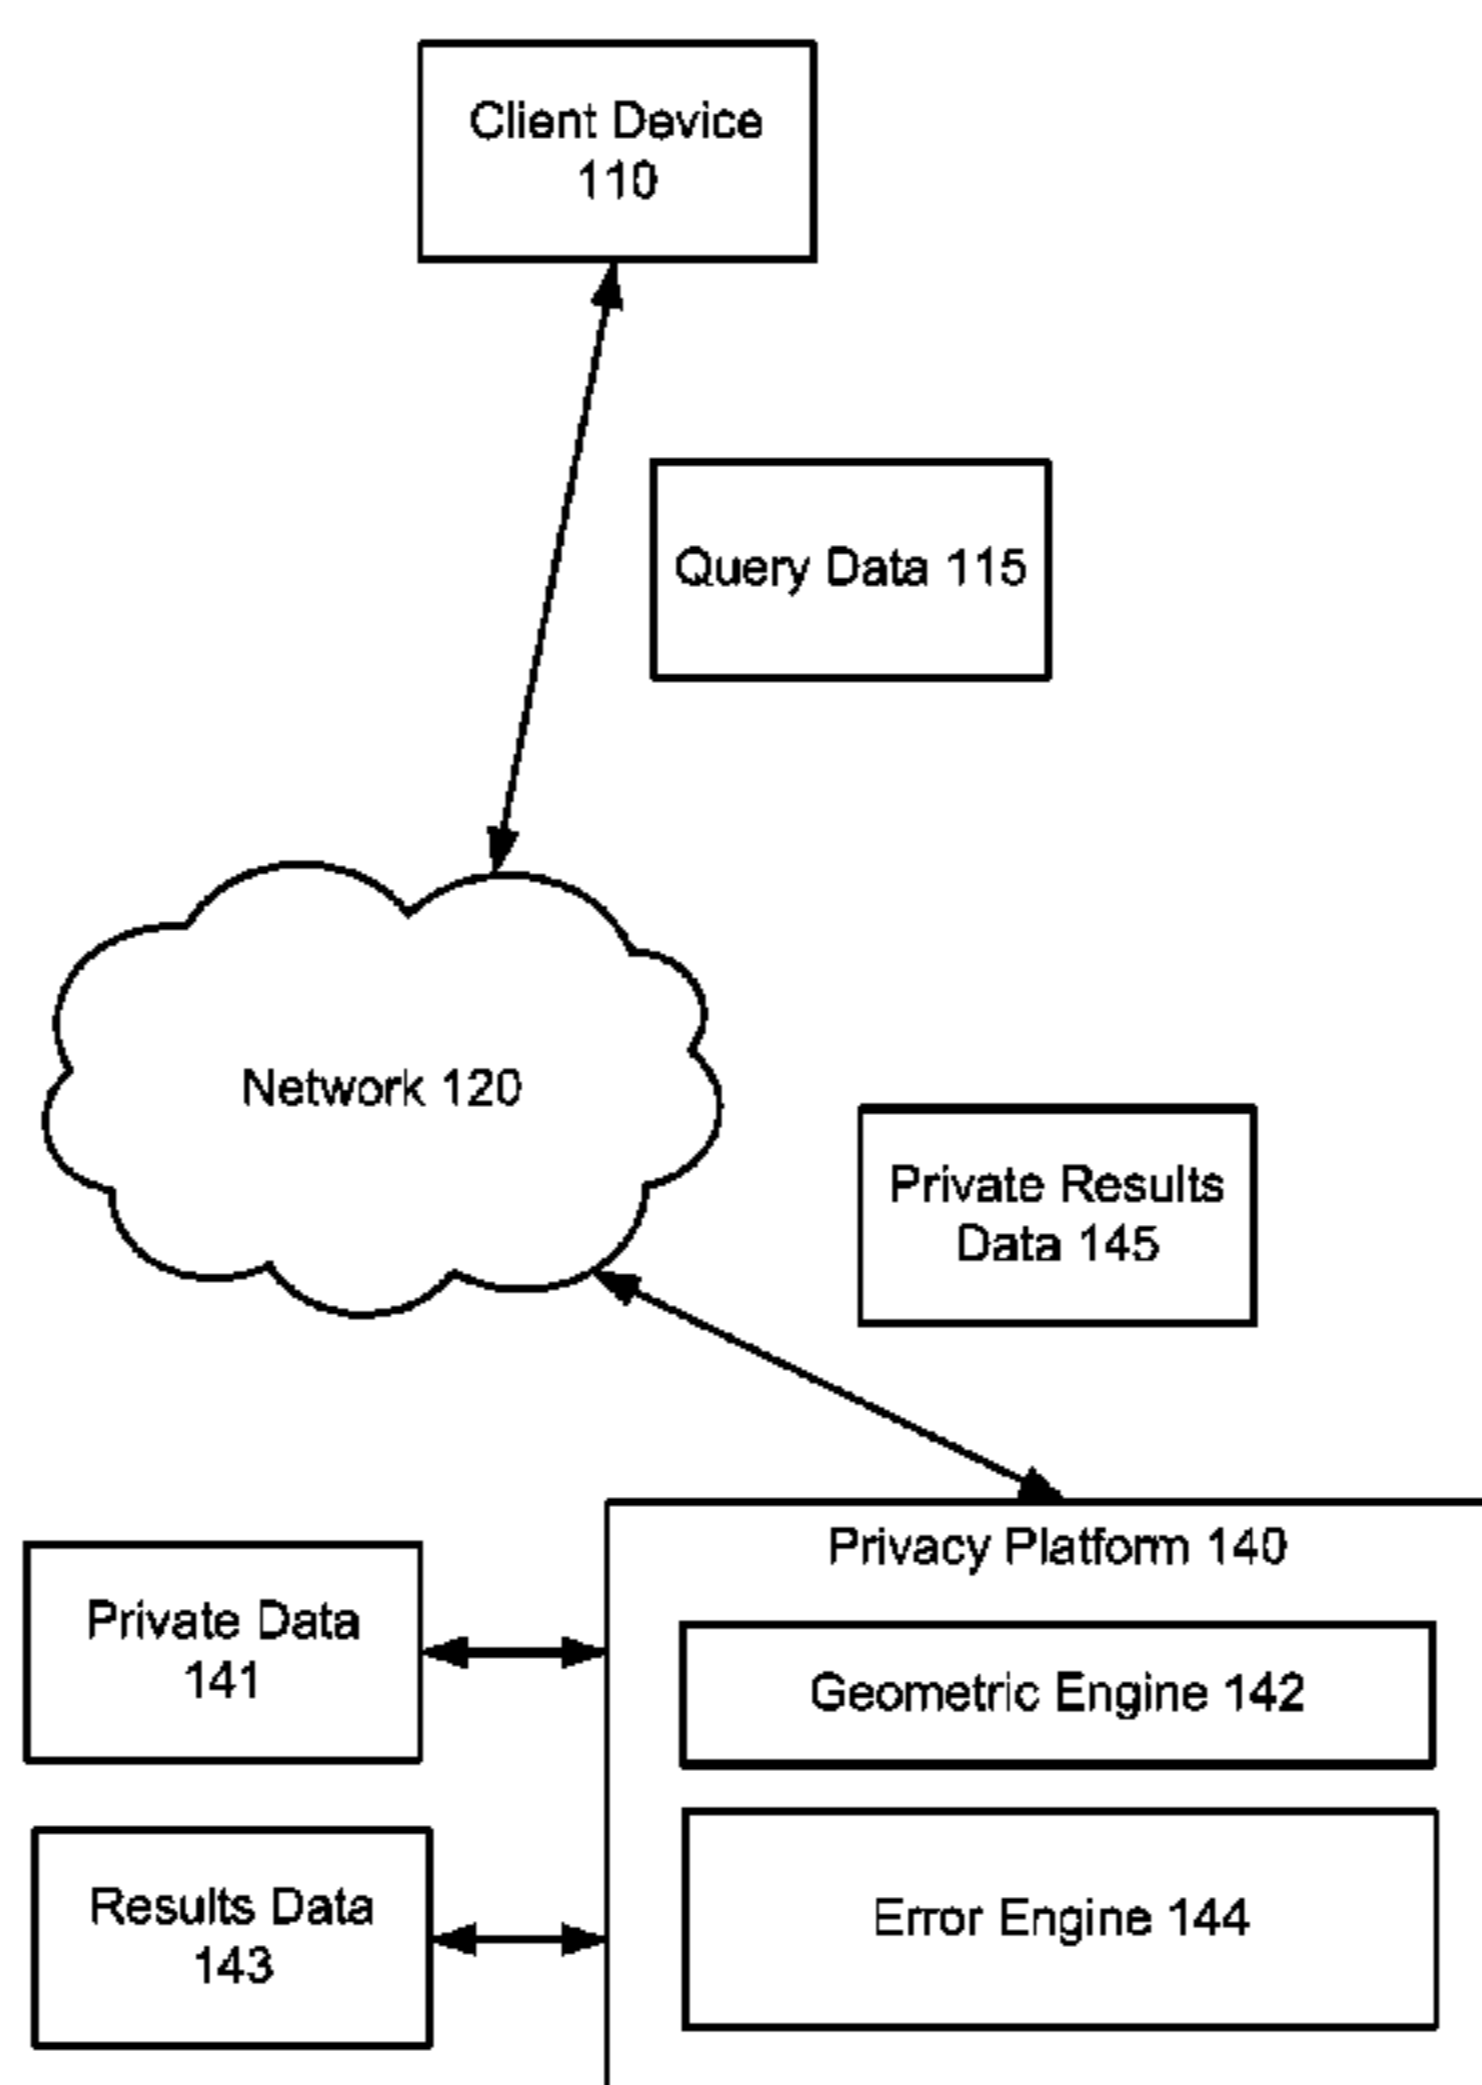 Client Device
110
Query Data 115
Network 120
Private Results
Data 145
Privacy Platform 140
Private Data
141
Geometric Engine 142
Results Data
143
Error Engine 144